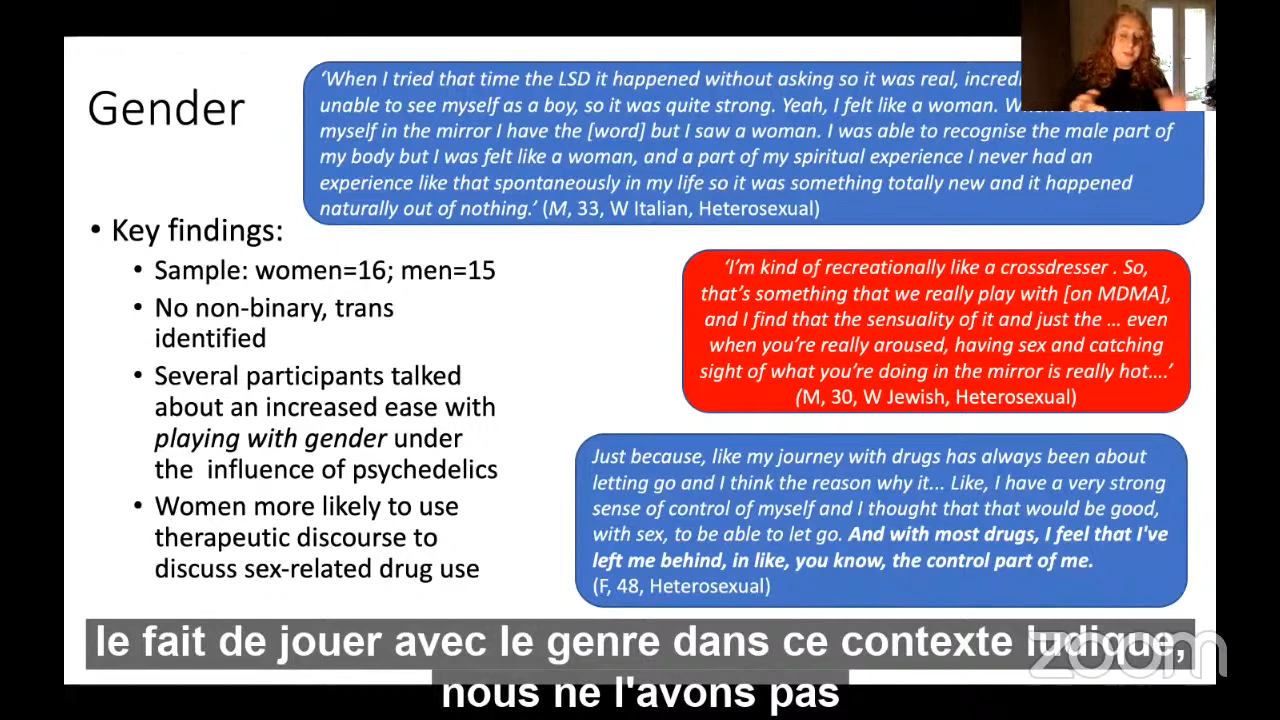 Gender
‘When I tried that time the LSD it happened without asking so it was real,
unable to see myself as a boy, so it was quite strong. Yeah, I felt like a woman.
myself in the mirror I have the [word] but I saw a woman. I was able to recognise the male part of
my body but I was felt like a woman, and a part of my spiritual experience I never had an
experience like that spontaneously in my life so it was something totally new and it happened
naturally out of nothing.’ (M, 33, W Italian, Heterosexual)
• Key findings:
• Sample: women=16; men=15
• No non-binary, trans
identified
• Several participants talked
about an increased ease with
playing with gender under
the influence of psychedelics
• Women more likely to use
therapeutic discourse to
discuss sex-related drug use
‘I’m kind of recreationally like a crossdresser . So,
that’s something that we really play with [on MDMA],
and I find that the sensuality of it and just the … even
when you’re really aroused, having sex and catching
sight of what you’re doing in the mirror is really hot….’
(M, 30, W Jewish, Heterosexual)
Just because, like my journey with drugs has always been about
letting go and I think the reason why it... Like, I have a very strong
sense of control of myself and I thought that that would be good,
with sex, to be able to let go. And with most drugs, I feel that I've
left me behind, in like, you know, the control part of me.
(F, 48, Heterosexual)
le fait de jouer avec le genre dans ce contexte ludique,
nous ne l'avons pas
zoom